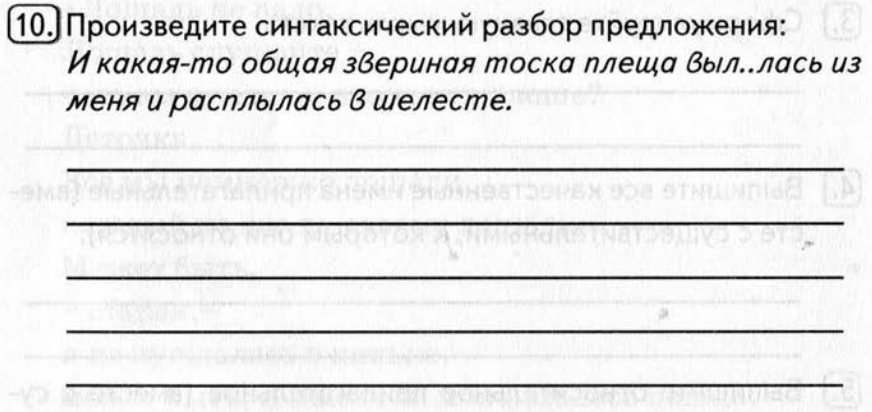 10. Произведите синтаксический разбор предложения:
И какая-то общая звериная тоска плеща выл..лась из
меня и расплылась в шелесте.